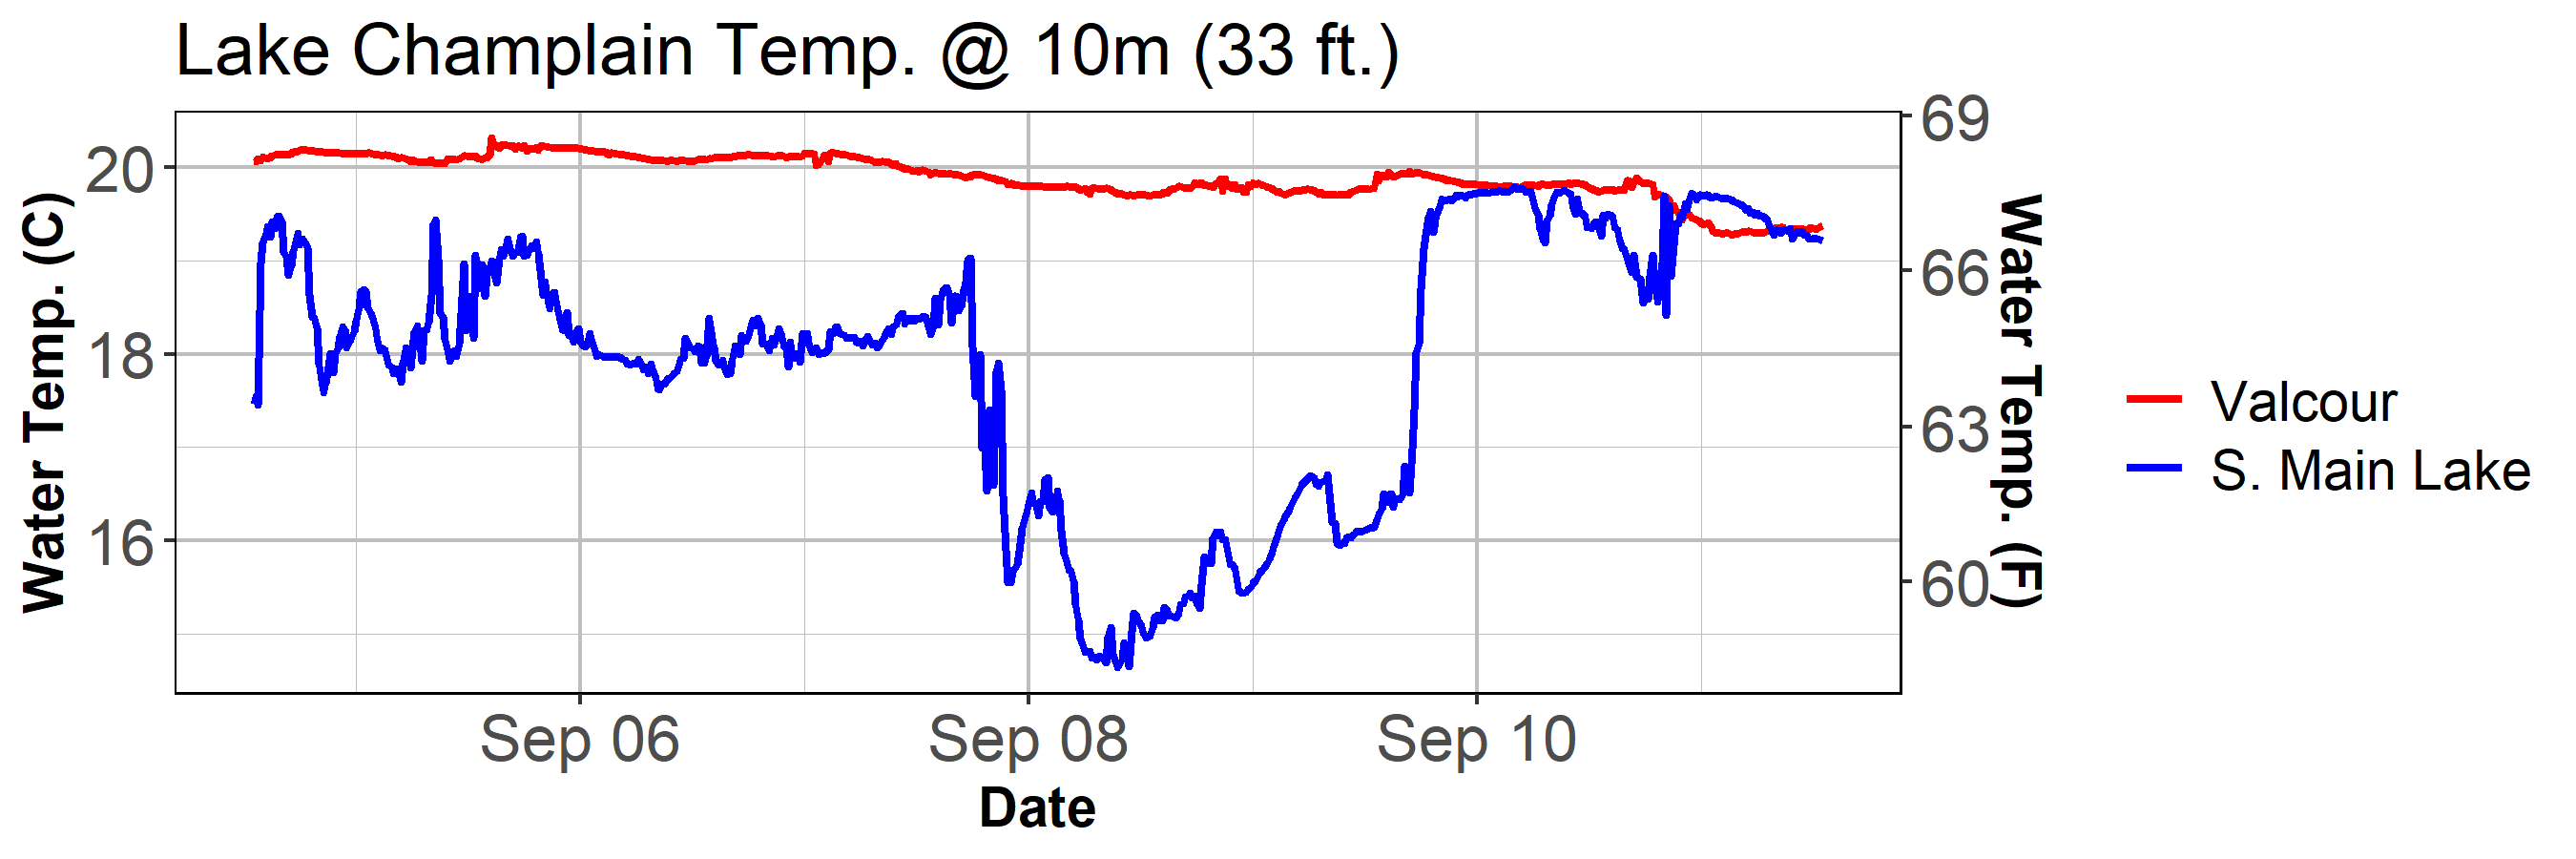 Lake Champlain Temp. @ 10m (33 ft.)
Water Temp. (C)
20
18
16
69
66
63
60
Water Temp. (F)
Sep 06
Sep 08
Sep 10
Date
Valcour
S. Main Lake